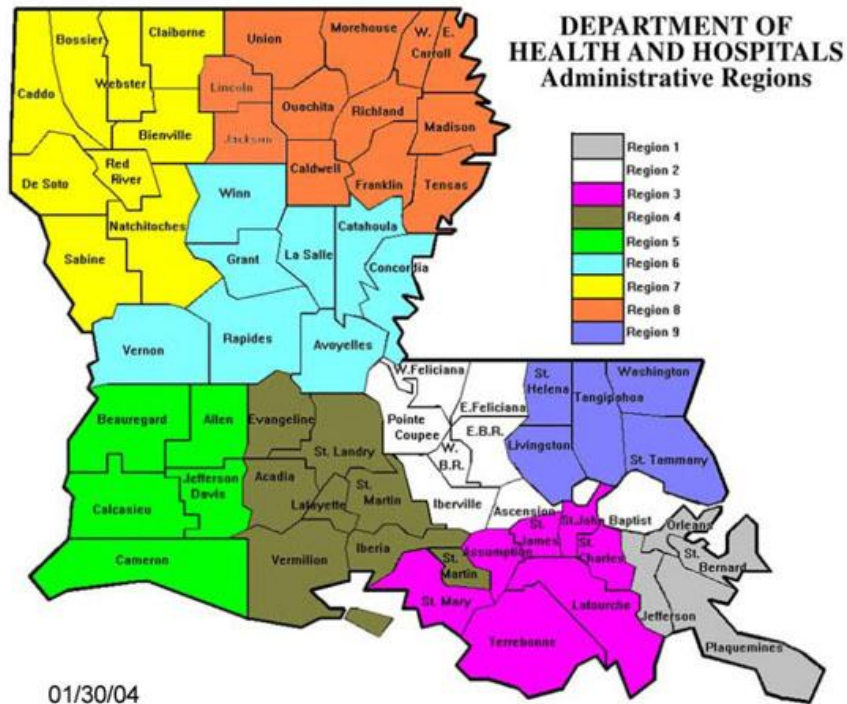 DEPARTMENT OF
HEALTH AND HOSPITALS
Administrative Regions
Region 1
Region 2
Region 3
Region 4
Region 5
Region 6
Region 7
Region 8
Region 9
Caddo
Bossier
Webster
Claiborne
Bienville
De Soto
Red
River
Natchitoches
Sabine
Union
Morehouse
W.
E.
Carroll
Lincoln
Ouachita
Richland
Madison
Jackson
Caldwell
Franklin
Tensas
Winn
Grant
La Salle
Catahoula
Concordia
Vernon
Rapides
Avoyelles
Beauregard
Allen
Calcasieu
Jefferson
Davis
Cameron
Evangeline
St. Landry
Acadia
Lafayette
St.
Martin
Vermilion
Iberia
St.
Martin
W.Feliciana
E.Feliciana
Pointe
Coupee
E.B.R.
W.
B.R.
Iberville
Ascension
St.
Helena
Tangipahoa
Washington
Livingston
St. Tammany
Assumption
St.
James
St.John Baptist
St.
Charles
St. Mary
Terrebonne
Lafourche
Orleans
St.
Bernard
Jefferson
Plaquemines
01/30/04